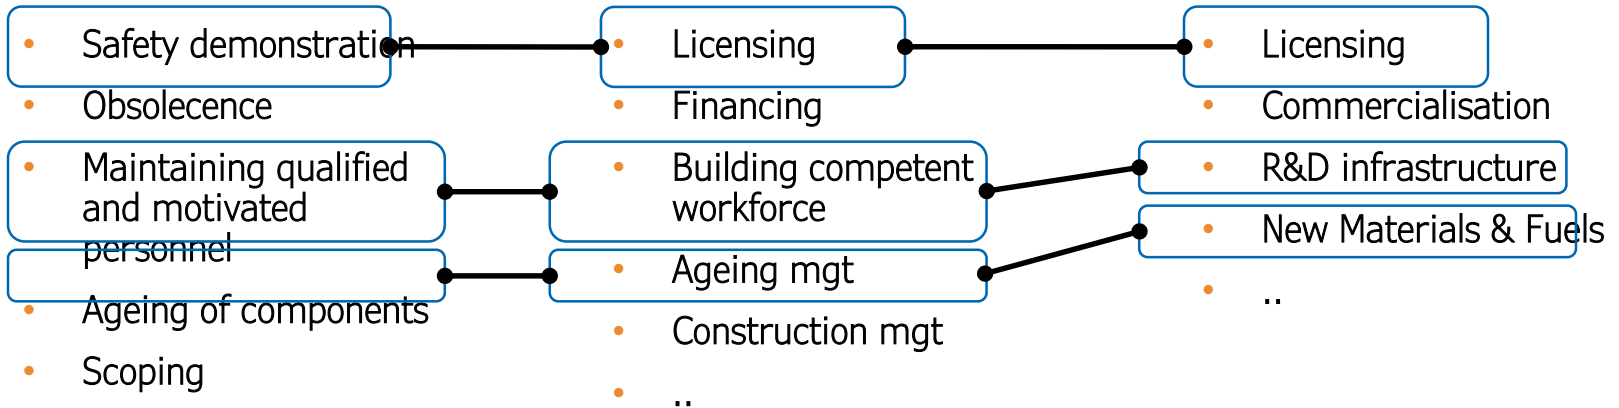 • Safety demonstration
• Obsolecence
• Maintaining qualified
and motivated
personnel
• Ageing of components
• Scoping
• Licensing
• Financing
• Building competent
workforce
• Ageing mgt
• Construction mgt
• ..
• Licensing
• Commercialisation
• R&D infrastructure
• New Materials & Fuels
• ..